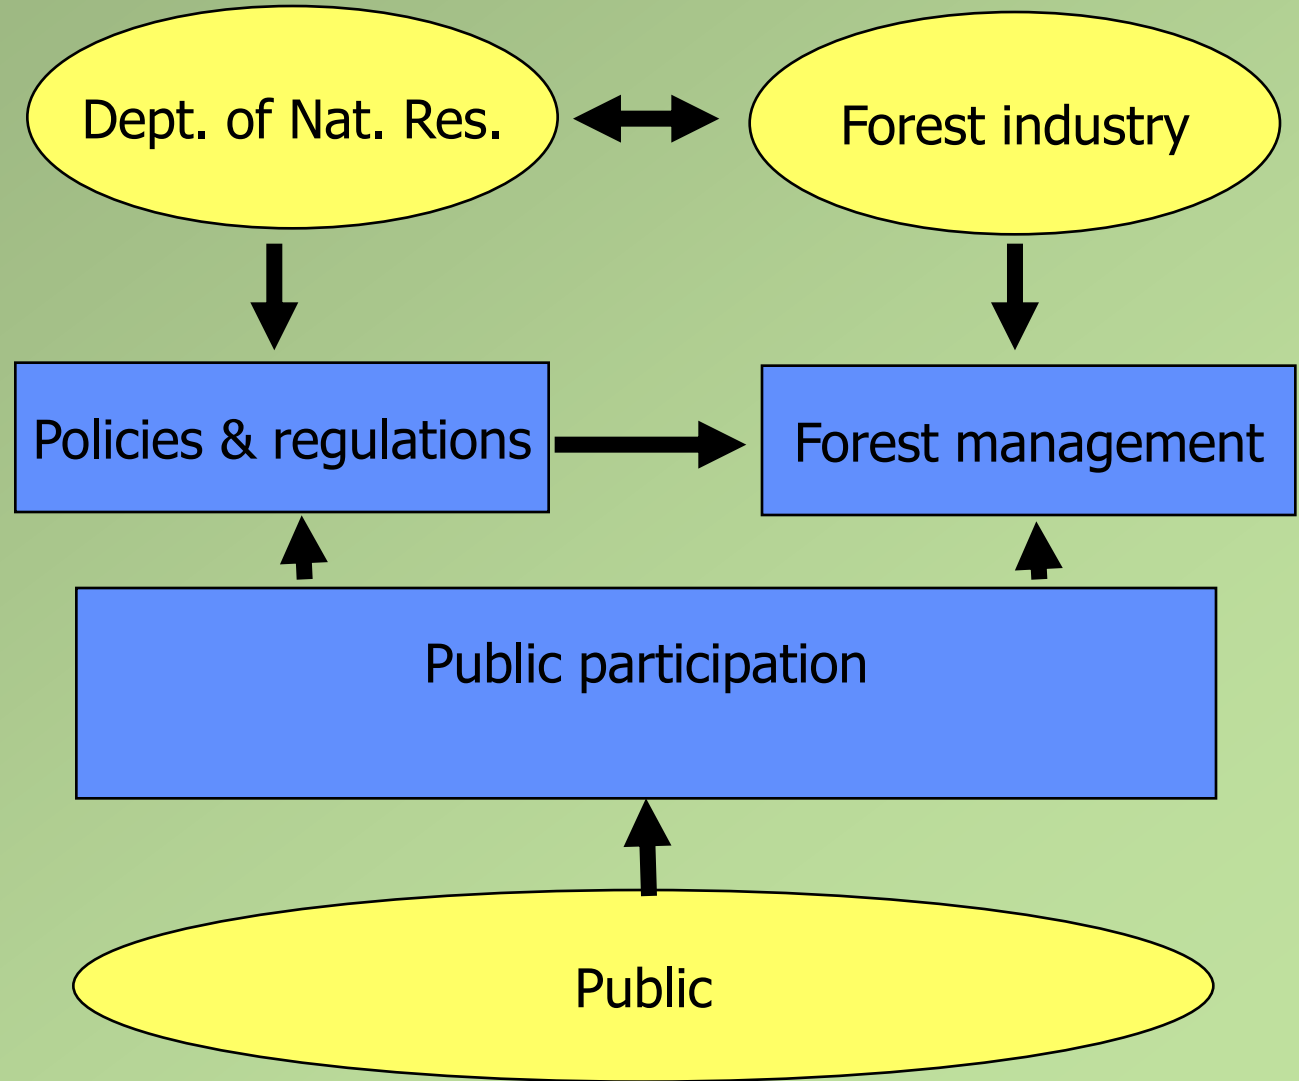 Dept. of Nat. Res.
Forest industry
Policies & regulations
Forest management
Public participation
Public